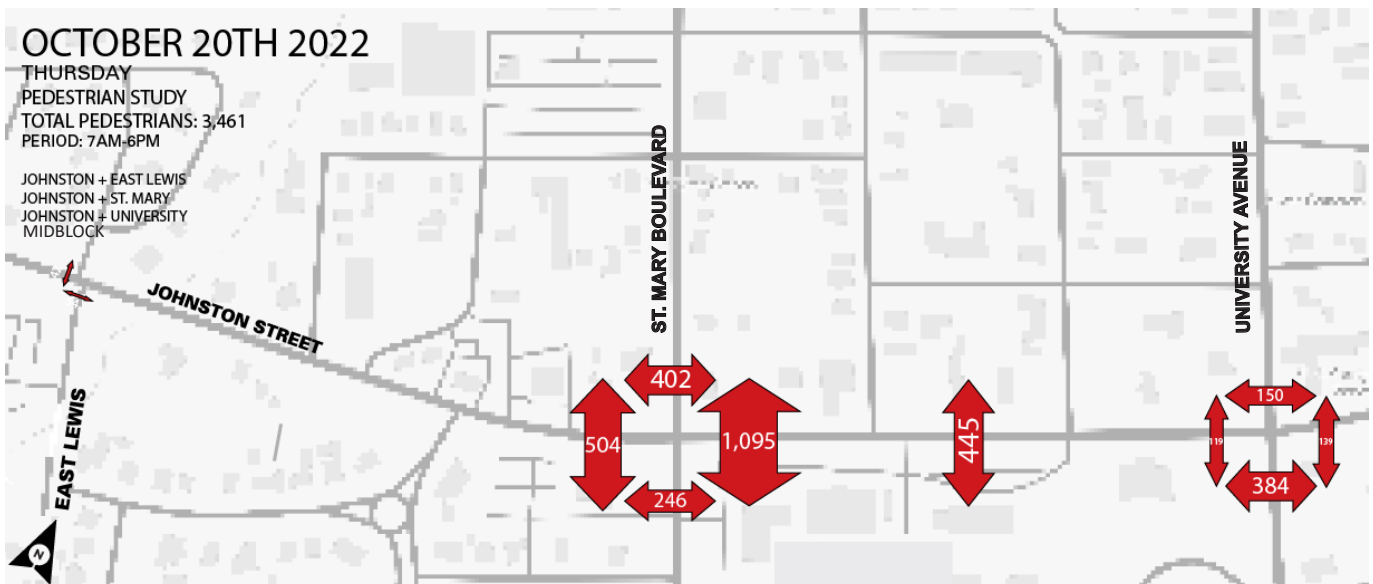 OCTOBER 20TH 2022
THURSDAY
PEDESTRIAN STUDY
TOTAL PEDESTRIANS: 3,461
PERIOD: 7AM-6PM
JOHNSTON + EAST LEWIS
JOHNSTON + ST. MARY
JOHNSTON + UNIVERSITY
MIDBLOCK
ST. MARY BOULEVARD
UNIVERSITY AVENUE
JOHNSTON STREET
EAST LEWIS
402
504
1,095
246
445
150
119
139
384
N